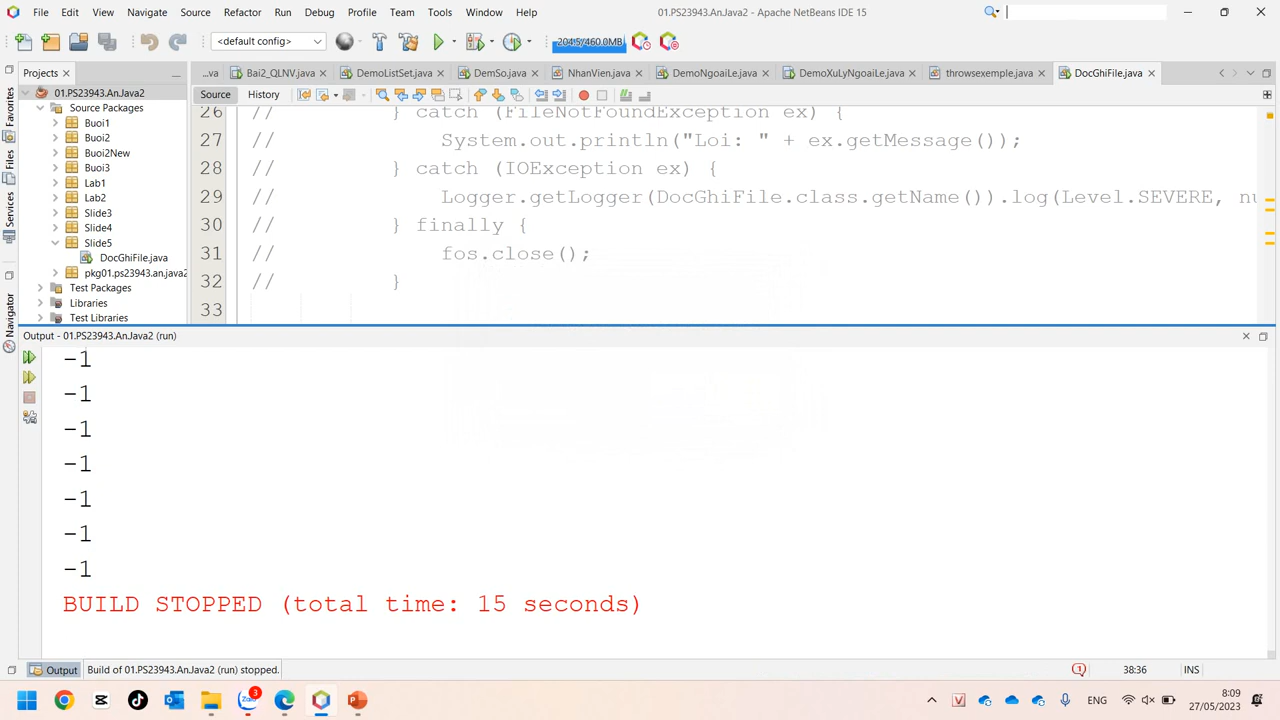 File Edit View Navigate Source Refactor Run Debug Profile Team Tools Window Help 01.PS23943.AnJava2 - Apache NetBeans IDE 15
<default config> 204.5/460.0MB
Projects ...va Bai2_QLNV.java DemoListSet.java DemSo.java NhanVien.java DemoNgoaiLe.java DemoXuLyNgoaiLe.java throwsexemple.java DocGhiFile.java
Source History
Favorites
Files
Services
Navigator
01.PS23943.AnJava2
Source Packages
Buoi1
Buoi2
Buoi2New
Buoi3
Lab1
Lab2
Slide3
Slide4
Slide5
DocGhiFile.java
pkg01.ps23943.an.java2
Test Packages
Libraries
Test Libraries
26 // } catch (FileNotFoundException ex) {
27 // System.out.println("Loi: " + ex.getMessage());
28 // } catch (IOException ex) {
29 // Logger.getLogger(DocGhiFile.class.getName()).log(Level.SEVERE, nu
30 // } finally {
31 // fos.close();
32 // }
33
Output - 01.PS23943.AnJava2 (run)
-1
-1
-1
-1
-1
-1
-1
BUILD STOPPED (total time: 15 seconds)
Output Build of 01.PS23943.AnJava2 (run) stopped. 1 38:36 INS
Zalo 3 V ENG 8:09
27/05/2023